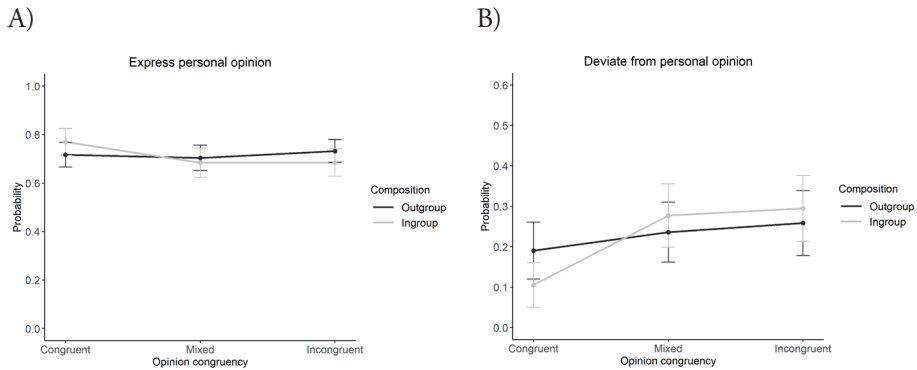 A)
Express personal opinion
1.0
0.8
0.6
0.4
0.2
0.0
Probability
Congruent Mixed Incongruent
Opinion congruency
Composition
Outgroup
Ingroup
B)
Deviate from personal opinion
0.6
0.5
0.4
0.3
0.2
0.1
0.0
Probability
Congruent Mixed Incongruent
Opinion congruency
Composition
Outgroup
Ingroup